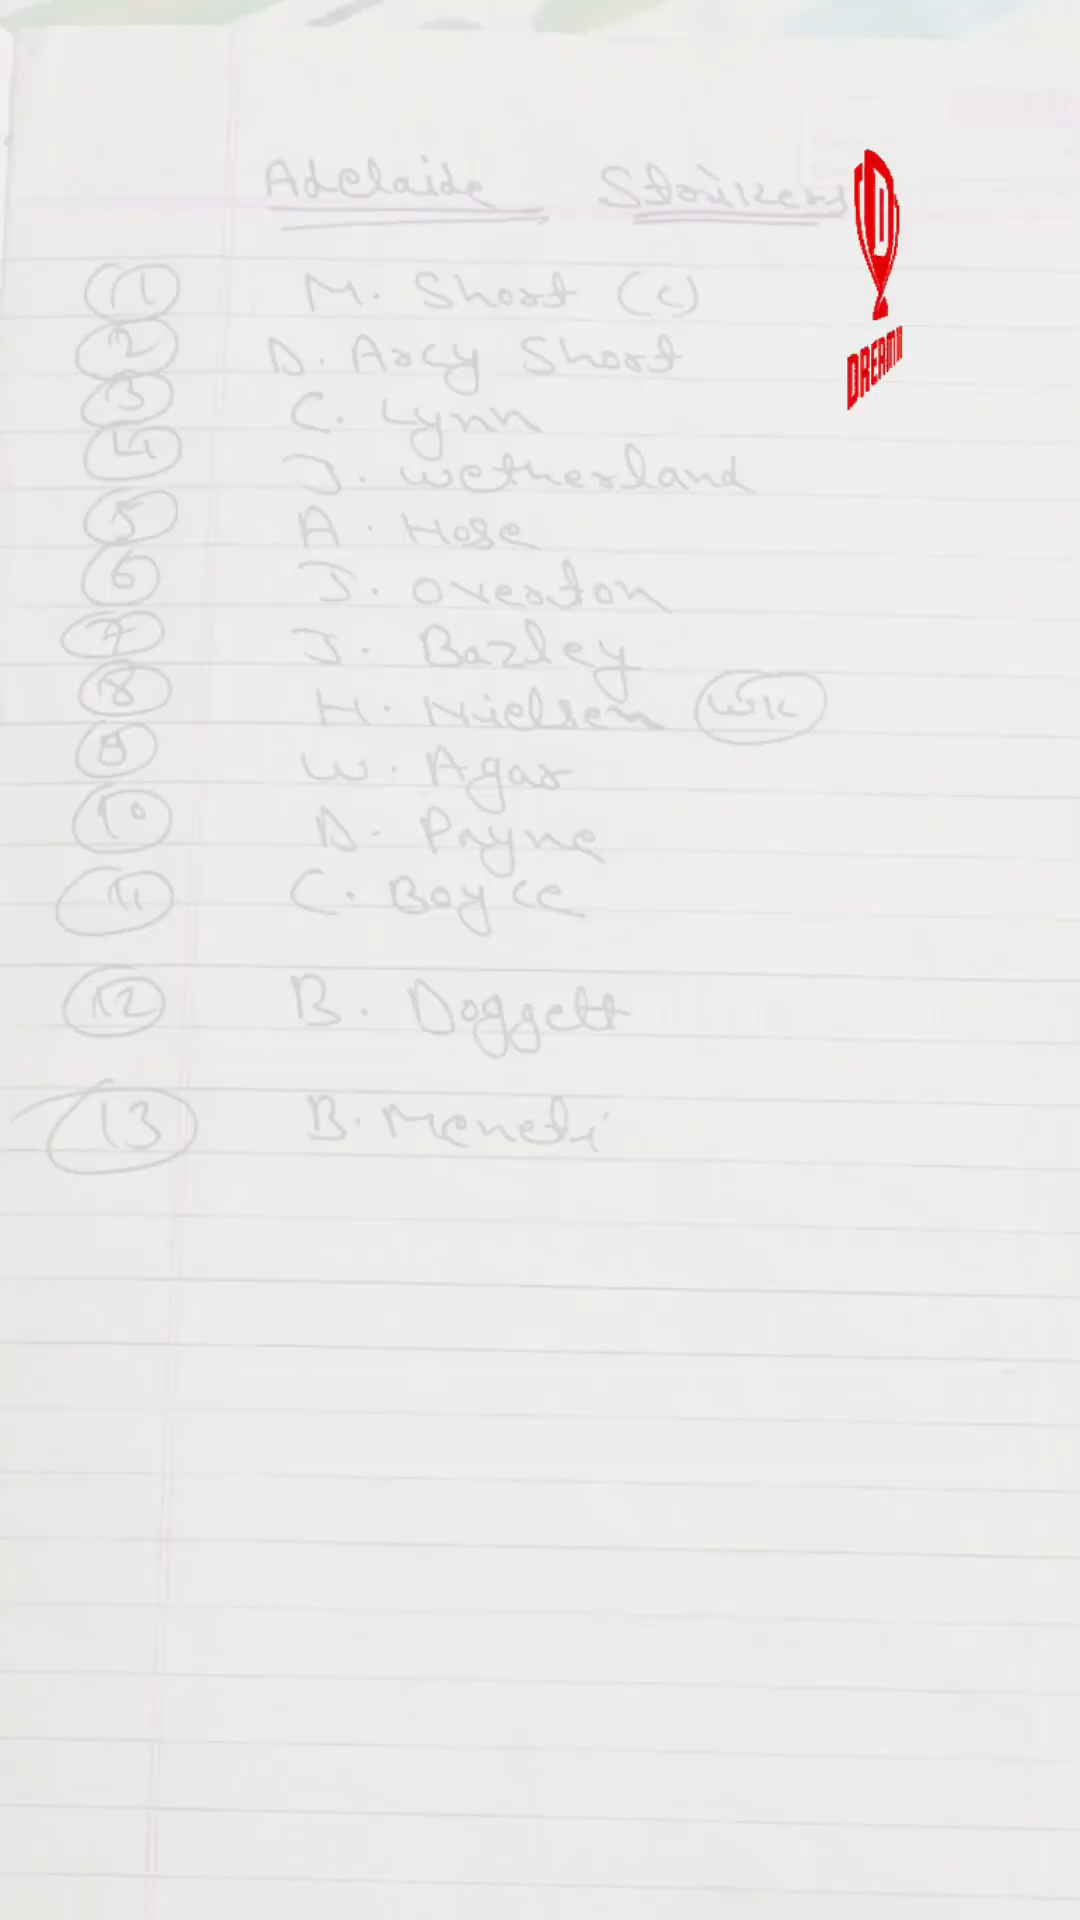 Adelaide Strikers
1 M. Short (c)
2 D. Arcy Short
3 C. Lynn
4 J. wetherland
5 A. Hose
6 J. overton
7 J. Bazley
8 H. Nielsen WK
9 W. Agar
10 D. Payne
11 C. Boyce
12 B. Doggett
13 B. Meneti
DREAM11